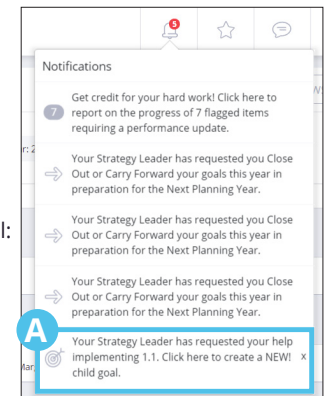 5
Notifications
7
Get credit for your hard work! Click here to
report on the progress of 7 flagged items
requiring a performance update.
Your Strategy Leader has requested you Close
Out or Carry Forward your goals this year in
preparation for the Next Planning Year.
Your Strategy Leader has requested you Close
Out or Carry Forward your goals this year in
preparation for the Next Planning Year.
Your Strategy Leader has requested you Close
Out or Carry Forward your goals this year in
preparation for the Next Planning Year.
A
Your Strategy Leader has requested your help
implementing 1.1. Click here to create a NEW! x
child goal.